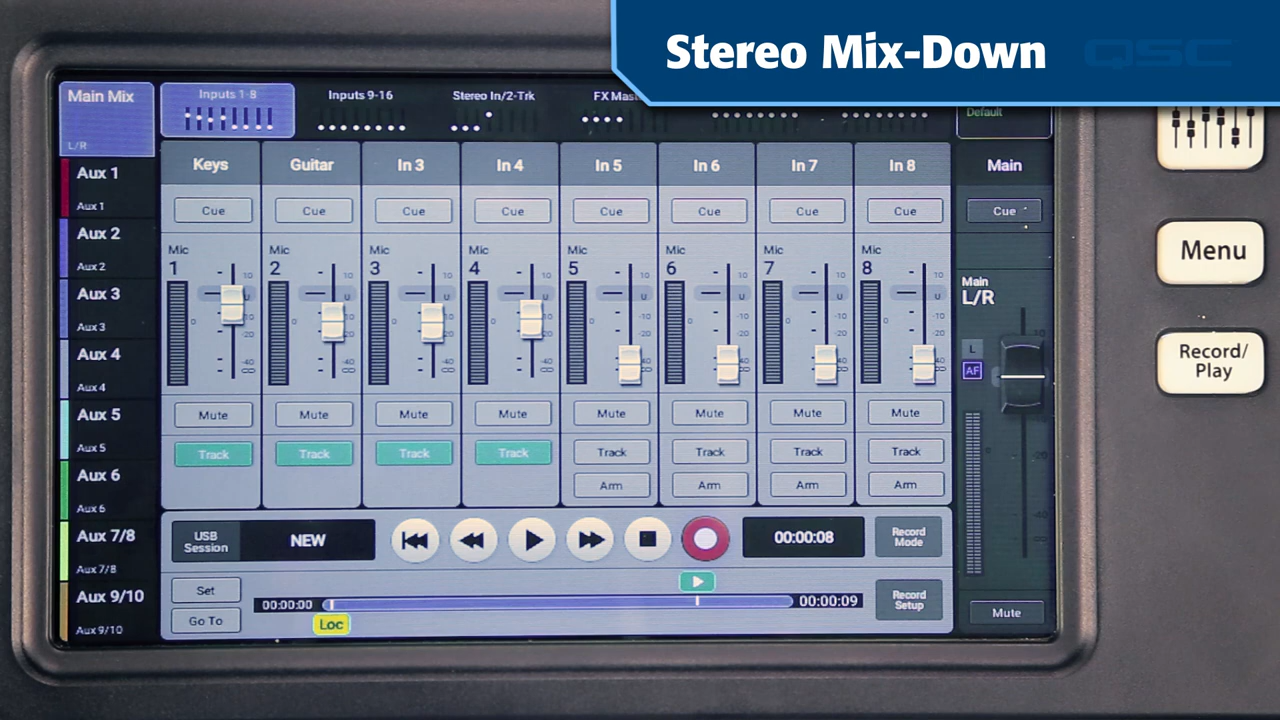 Stereo Mix-Down
QSC
Main Mix
L/R
Inputs 1-8
Inputs 9-16
Stereo In/2-Trk
Default
Aux 1
Aux 1
Aux 2
Aux 2
Aux 3
Aux 3
Aux 4
Aux 4
Aux 5
Aux 5
Aux 6
Aux 6
Aux 7/8
Aux 7/8
Aux 9/10
Aux 9/10
Keys Guitar In 3 In 4 In 5 In 6 In 7 In 8 Main
Cue Cue Cue Cue Cue Cue Cue Cue Cue
Mic Mic Mic Mic Mic Mic Mic Mic
1 2 3 4 5 6 7 8
Main
L/R
L
AF
Mute Mute Mute Mute Mute Mute Mute Mute
Track Track Track Track Track Track Track Track
Arm Arm Arm Arm
USB
Session
NEW
00:00:08
Record
Mode
Set
Go To
00:00:00
00:00:09
Loc
Record
Setup
Mute
Menu
Record/
Play